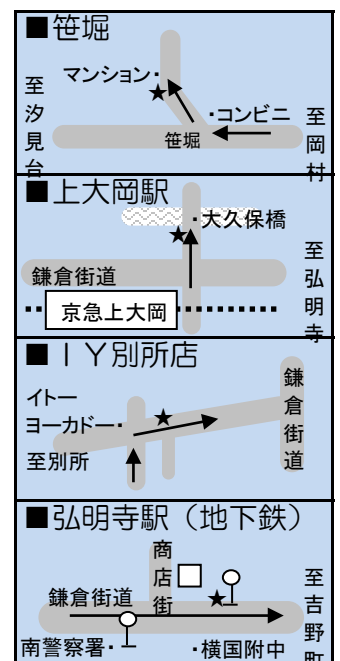 ■笹堀
マンション・
至汐見台
★
・コンビニ
笹堀
至岡村
■上大岡駅
・大久保橋
★
至弘明寺
鎌倉街道
京急上大岡
■ＩＹ別所店
鎌倉街道
イトー
ヨーカドー・
★
至別所
■弘明寺駅（地下鉄）
商店街
至吉野町
鎌倉街道
★
南警察署・
・横国附中